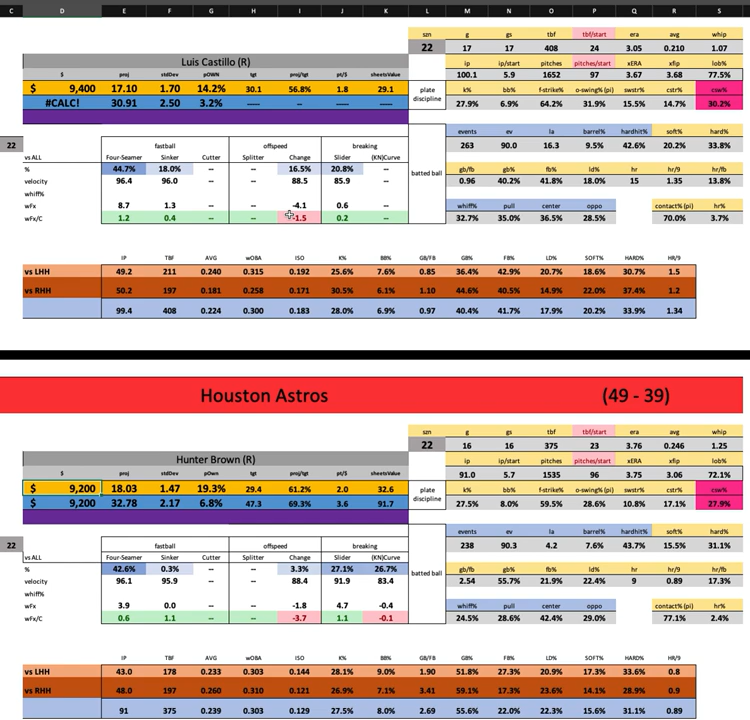 C D E F G H I J K L M N O P Q R S
szn g gs tbf tbf/start era avg whip
22 17 17 408 24 3.05 0.210 1.07
Luis Castillo (R) ip ip/start pitches pitches/start xERA xfip lob%
$ proj stdDev pOWN tgt proj/tgt pt/$ sheetsValue 100.1 5.9 1652 97 3.67 3.68 77.5%
$ 9,400 17.10 1.70 14.2% 30.1 56.8% 1.8 29.1 plate discipline k% bb% f-strike% o-swing% (pi) swstr% cstr% csw%
#CALC! 30.91 2.50 3.2% ---- ---- -- ---- 27.9% 6.9% 64.2% 31.9% 15.5% 14.7% 30.2%
events ev la barrel% hardhit% soft% hard%
22 fastball offspeed breaking 263 90.0 16.3 9.5% 42.6% 20.2% 33.8%
vs ALL Four-Seamer Sinker Cutter Splitter Change Slider (KN)Curve
% 44.7% 18.0% -- -- 16.5% 20.8% -- batted ball gb/fb gb% fb% ld% hr hr/9 hr/fb
velocity 96.4 96.0 -- -- 88.5 85.9 -- 0.96 40.2% 41.8% 18.0% 15 1.35 13.8%
whiff%
wFx 8.7 1.3 -- -- -4.1 0.6 -- whiff% pull center oppo contact% (pi) hr%
wFx/C 1.2 0.4 -- -- -1.5 0.2 -- 32.7% 35.0% 36.5% 28.5% 70.0% 3.7%
IP TBF AVG wOBA ISO K% BB% GB/FB GB% FB% LD% SOFT% HARD% HR/9
vs LHH 49.2 211 0.240 0.315 0.192 25.6% 7.6% 0.85 36.4% 42.9% 20.7% 18.6% 30.7% 1.5
vs RHH 50.2 197 0.181 0.258 0.171 30.5% 6.1% 1.10 44.6% 40.5% 14.9% 22.0% 37.4% 1.2
99.4 408 0.224 0.300 0.183 28.0% 6.9% 0.97 40.4% 41.7% 17.9% 20.2% 33.9% 1.34
Houston Astros (49 - 39)
szn g gs tbf tbf/start era avg whip
22 16 16 375 23 3.76 0.246 1.25
Hunter Brown (R) ip ip/start pitches pitches/start xERA xfip lob%
$ proj stdDev pOwn tgt proj/tgt pt/$ sheetsValue 91.0 5.7 1535 96 3.75 3.06 72.1%
$ 9,200 18.03 1.47 19.3% 29.4 61.2% 2.0 32.6 plate discipline k% bb% f-strike% o-swing% (pi) swstr% cstr% csw%
$ 9,200 32.78 2.17 6.8% 47.3 69.3% 3.6 91.7 27.5% 8.0% 59.5% 28.6% 10.8% 17.1% 27.9%
events ev la barrel% hardhit% soft% hard%
22 fastball offspeed breaking 238 90.3 4.2 7.6% 43.7% 15.5% 31.1%
vs ALL Four-Seamer Sinker Cutter Splitter Change Slider (KN)Curve
% 42.6% 0.3% -- -- 3.3% 27.1% 26.7% batted ball gb/fb gb% fb% ld% hr hr/9 hr/fb
velocity 96.1 95.9 -- -- 88.4 91.9 83.4 2.54 55.7% 21.9% 22.4% 9 0.89 17.3%
whiff%
wFx 3.9 0.0 -- -- -1.8 4.7 -0.4 whiff% pull center oppo contact% (pi) hr%
wFx/C 0.6 1.1 -- -- -3.7 1.1 -0.1 24.5% 28.6% 42.4% 29.0% 77.1% 2.4%
IP TBF AVG wOBA ISO K% BB% GB/FB GB% FB% LD% SOFT% HARD% HR/9
vs LHH 43.0 178 0.233 0.303 0.144 28.1% 9.0% 1.90 51.8% 27.3% 20.9% 17.3% 33.6% 0.8
vs RHH 48.0 197 0.260 0.310 0.121 26.9% 7.1% 3.41 59.1% 17.3% 23.6% 14.1% 28.9% 0.9
91 375 0.239 0.303 0.129 27.5% 8.0% 2.69 55.6% 22.0% 22.3% 15.6% 31.1% 0.89